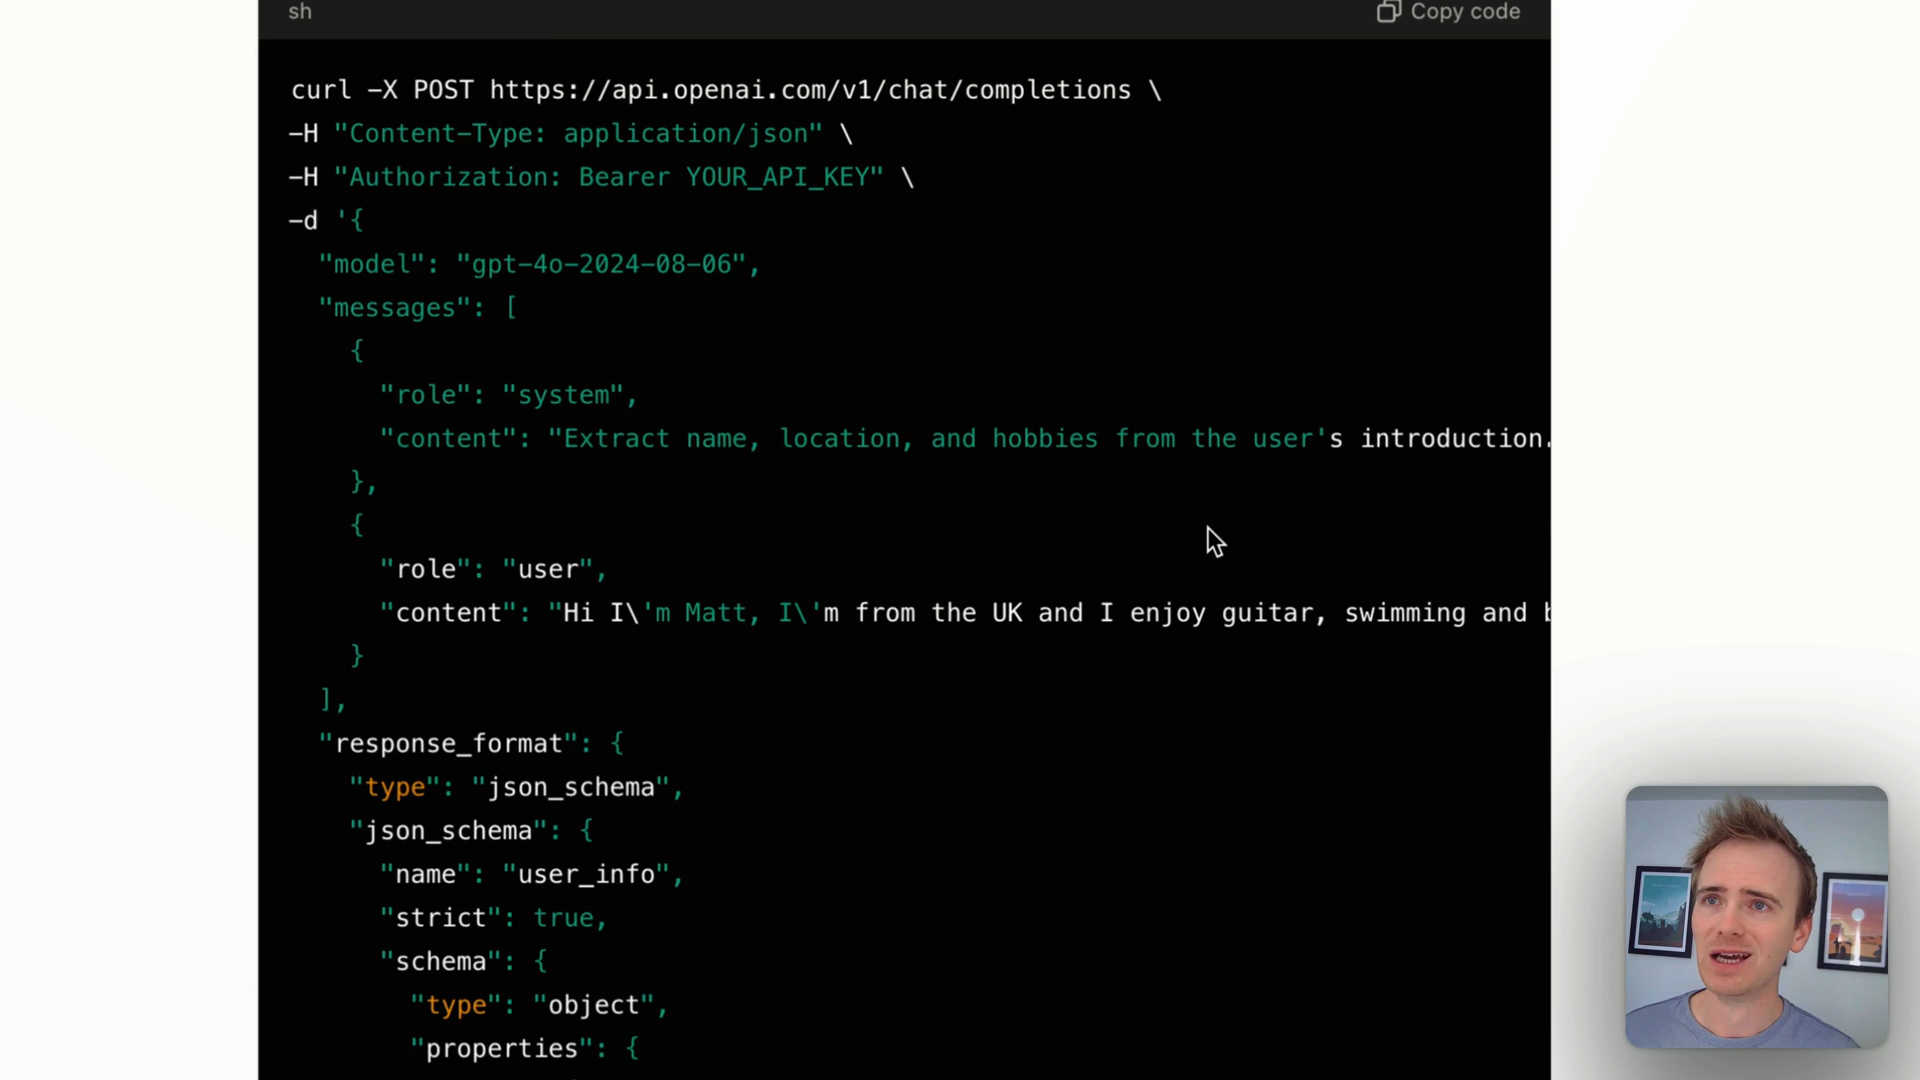 sh
Copy code
curl -X POST https://api.openai.com/v1/chat/completions \
-H "Content-Type: application/json" \
-H "Authorization: Bearer YOUR_API_KEY" \
-d '{
"model": "gpt-4o-2024-08-06",
"messages": [
{
"role": "system",
"content": "Extract name, location, and hobbies from the user's introduction.
},
{
"role": "user",
"content": "Hi I\'m Matt, I\'m from the UK and I enjoy guitar, swimming and
}
],
"response_format": {
"type": "json_schema",
"json_schema": {
"name": "user_info",
"strict": true,
"schema": {
"type": "object",
"properties": {